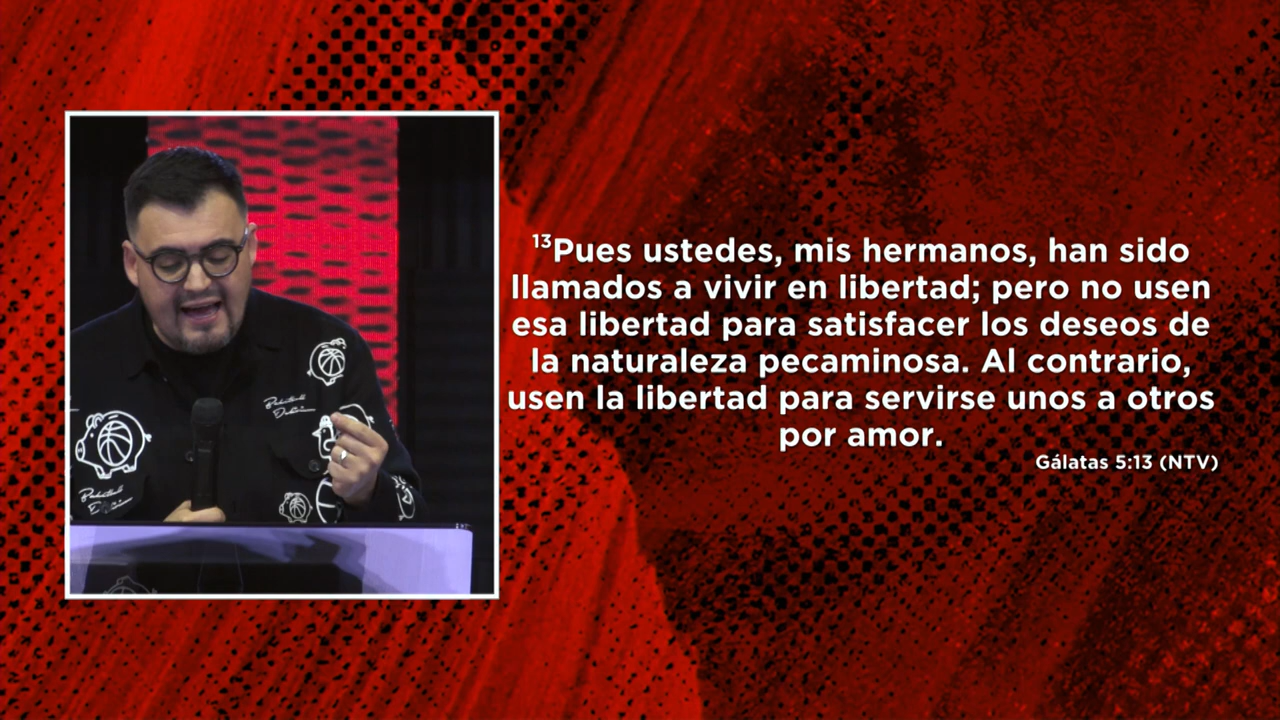 ¹³Pues ustedes, mis hermanos, han sido
llamados a vivir en libertad; pero no usen
esa libertad para satisfacer los deseos de
la naturaleza pecaminosa. Al contrario,
usen la libertad para servirse unos a otros
por amor.
Gálatas 5:13 (NTV)